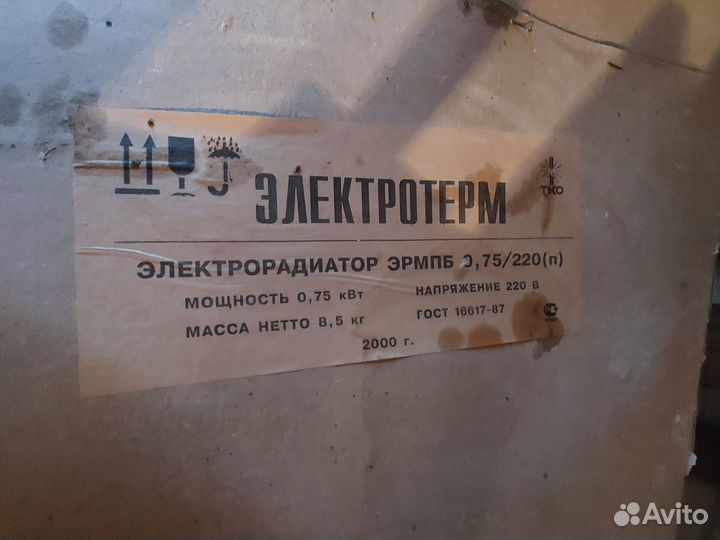 ЭЛЕКТРОТЕРМ
ЭЛЕКТРОРАДИАТОР ЭРМПБ 0,75/220(п)
МОЩНОСТЬ 0,75 кВт НАПРЯЖЕНИЕ 220 В
МАССА НЕТТО 8,5 кг ГОСТ 16617-87
2000 г.
Avito